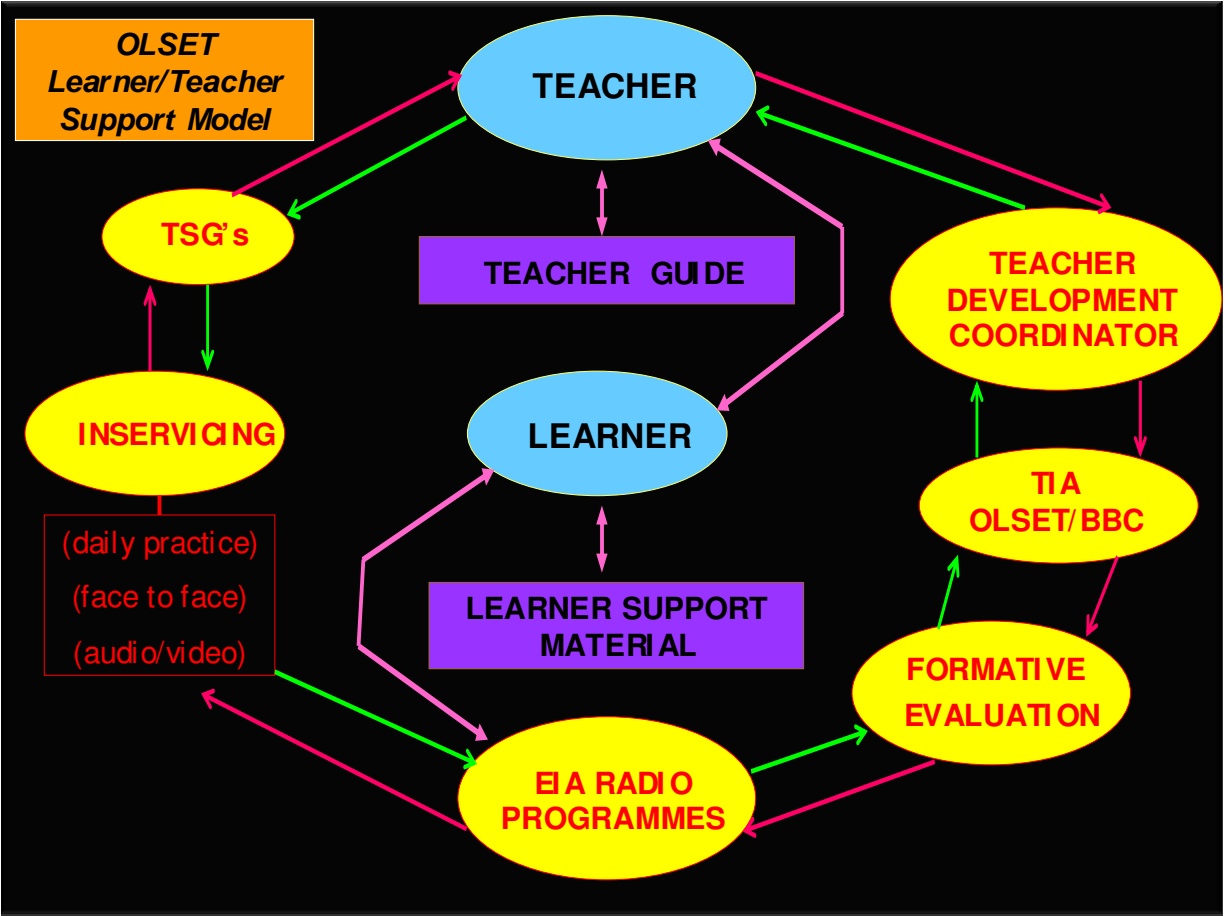 OLSET
Learner/Teacher
Support Model
TEACHER
TSG's
TEACHER GUIDE
TEACHER
DEVELOPMENT
COORDINATOR
INSERVICING
LEARNER
TIA
OLSET/BBC
(daily practice)
(face to face)
(audio/video)
LEARNER SUPPORT
MATERIAL
FORMATIVE
EVALUATION
EIA RADIO
PROGRAMMES